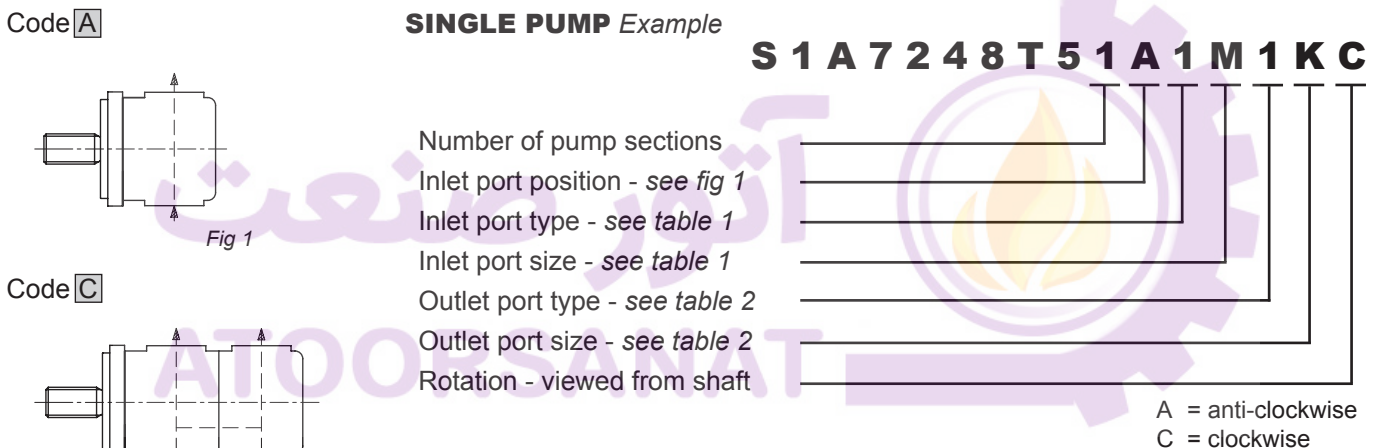 Code A
SINGLE PUMP Example
S 1 A 7 2 4 8 T 5 1 A 1 M 1 K C
Number of pump sections
Inlet port position - see fig 1
Inlet port type - see table 1
Inlet port size - see table 1
Outlet port type - see table 2
Outlet port size - see table 2
Rotation - viewed from shaft
A = anti-clockwise
C = clockwise
Fig 1
Code C
آتور صنعت
ATOORSANAT